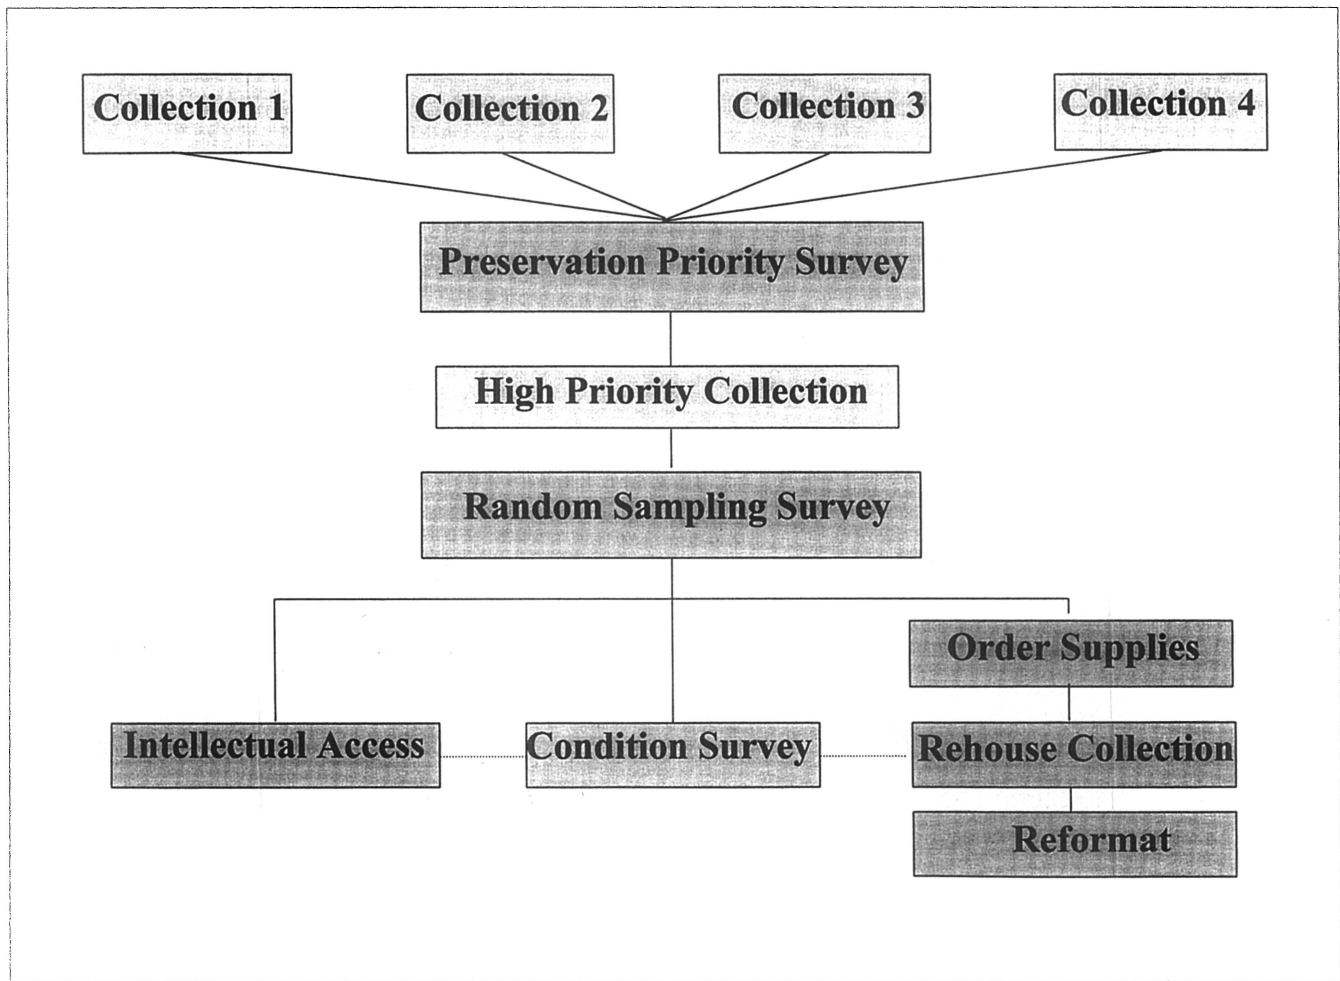 Collection 1
Collection 2
Collection 3
Collection 4
Preservation Priority Survey
High Priority Collection
Random Sampling Survey
Order Supplies
Intellectual Access
Condition Survey
Rehouse Collection
Reformat